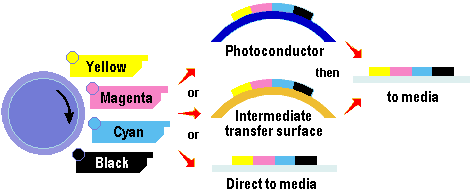 Yellow
Magenta
Cyan
Black
or
or
Photoconductor
then
Intermediate
transfer surface
Direct to media
to media